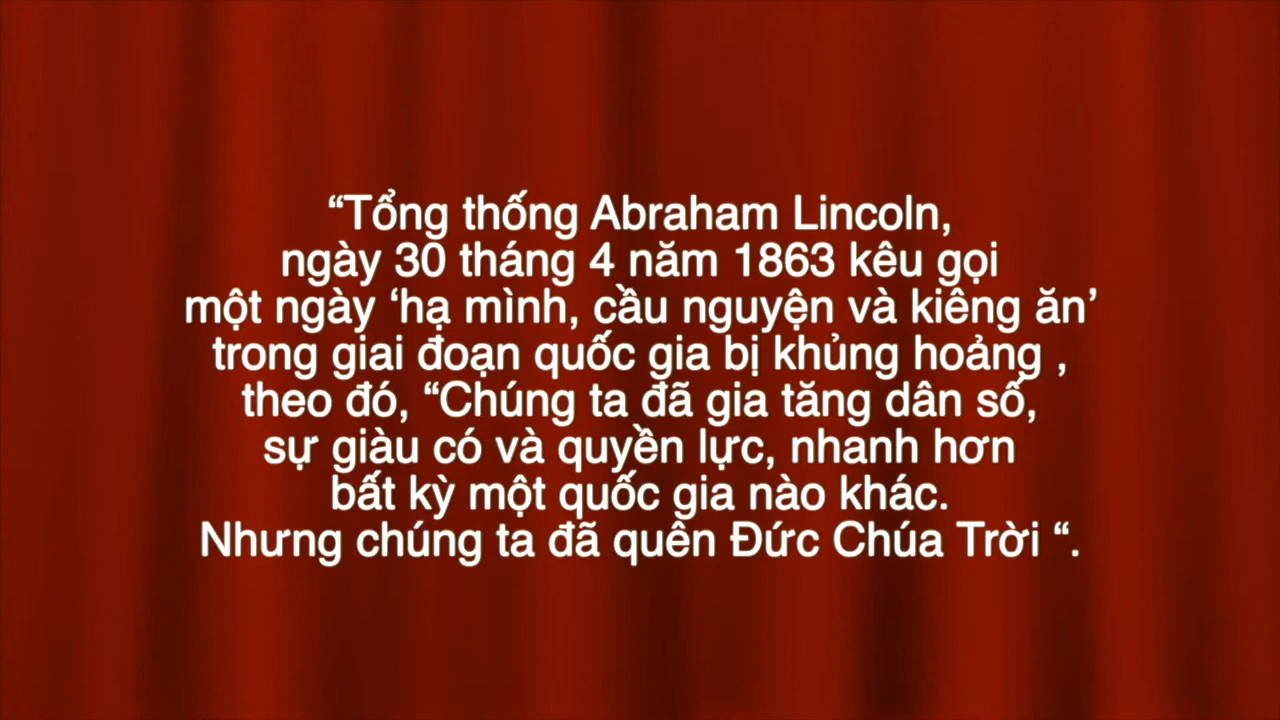 “Tổng thống Abraham Lincoln,
ngày 30 tháng 4 năm 1863 kêu gọi
một ngày ‘hạ mình, cầu nguyện và kiêng ăn’
trong giai đoạn quốc gia bị khủng hoảng ,
theo đó, “Chúng ta đã gia tăng dân số,
sự giàu có và quyền lực, nhanh hơn
bất kỳ một quốc gia nào khác.
Nhưng chúng ta đã quên Đức Chúa Trời “.